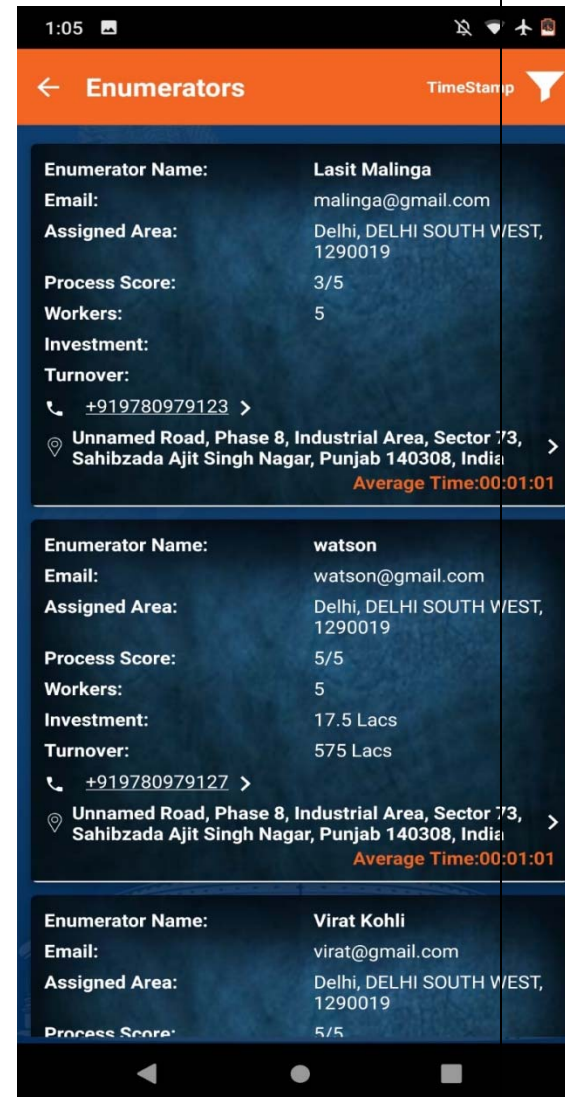 1:05
Enumerators TimeStamp
Enumerator Name: Lasit Malinga
Email: malinga@gmail.com
Assigned Area: Delhi, DELHI SOUTH WEST,
1290019
Process Score: 3/5
Workers: 5
Investment:
Turnover:
+919780979123
Unnamed Road, Phase 8, Industrial Area, Sector 73,
Sahibzada Ajit Singh Nagar, Punjab 140308, India
Average Time:00:01:01
Enumerator Name: watson
Email: watson@gmail.com
Assigned Area: Delhi, DELHI SOUTH WEST,
1290019
Process Score: 5/5
Workers: 5
Investment: 17.5 Lacs
Turnover: 575 Lacs
+919780979127
Unnamed Road, Phase 8, Industrial Area, Sector 73,
Sahibzada Ajit Singh Nagar, Punjab 140308, India
Average Time:00:01:01
Enumerator Name: Virat Kohli
Email: virat@gmail.com
Assigned Area: Delhi, DELHI SOUTH WEST,
1290019
Process Score: 5/5